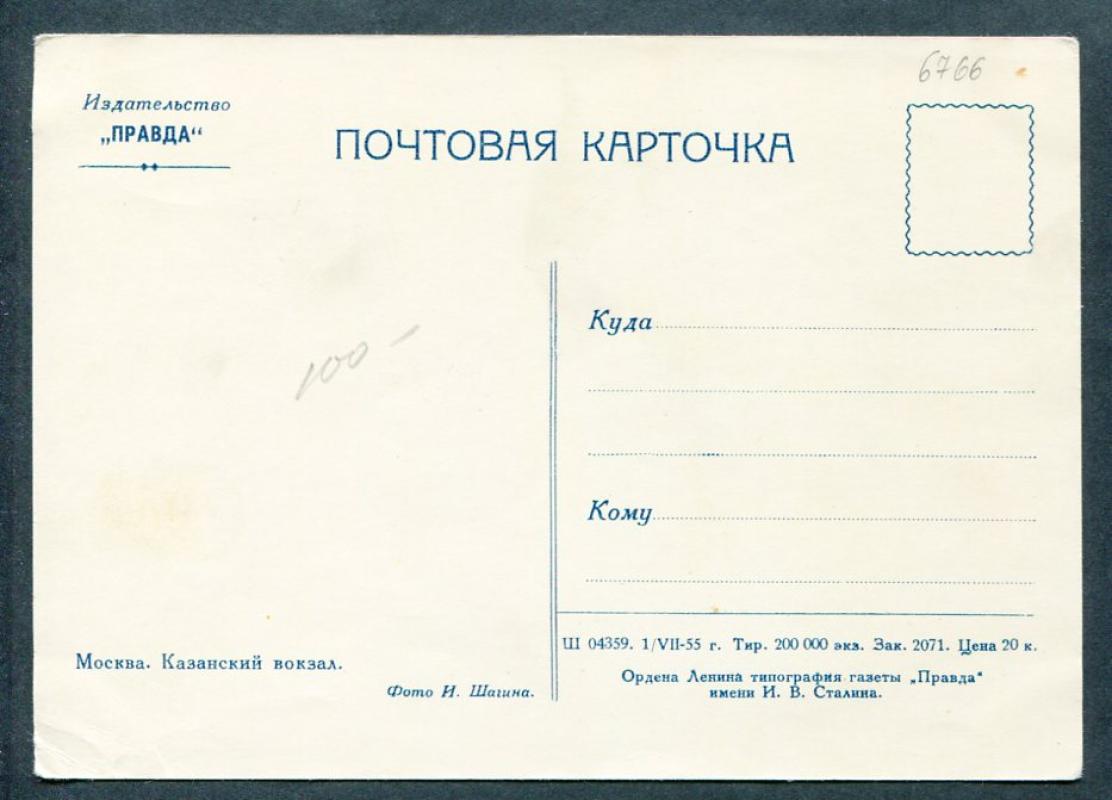 6766
Издательство
„ПРАВДА“
ПОЧТОВАЯ КАРТОЧКА
100-
Куда
Кому
Москва. Казанский вокзал.
Фото И. Шагина.
Ш 04359. 1/VII-55 г. Тир. 200 000 экз. Зак. 2071. Цена 20 к.
Ордена Ленина типография газеты „Правда“
имени И. В. Сталина.